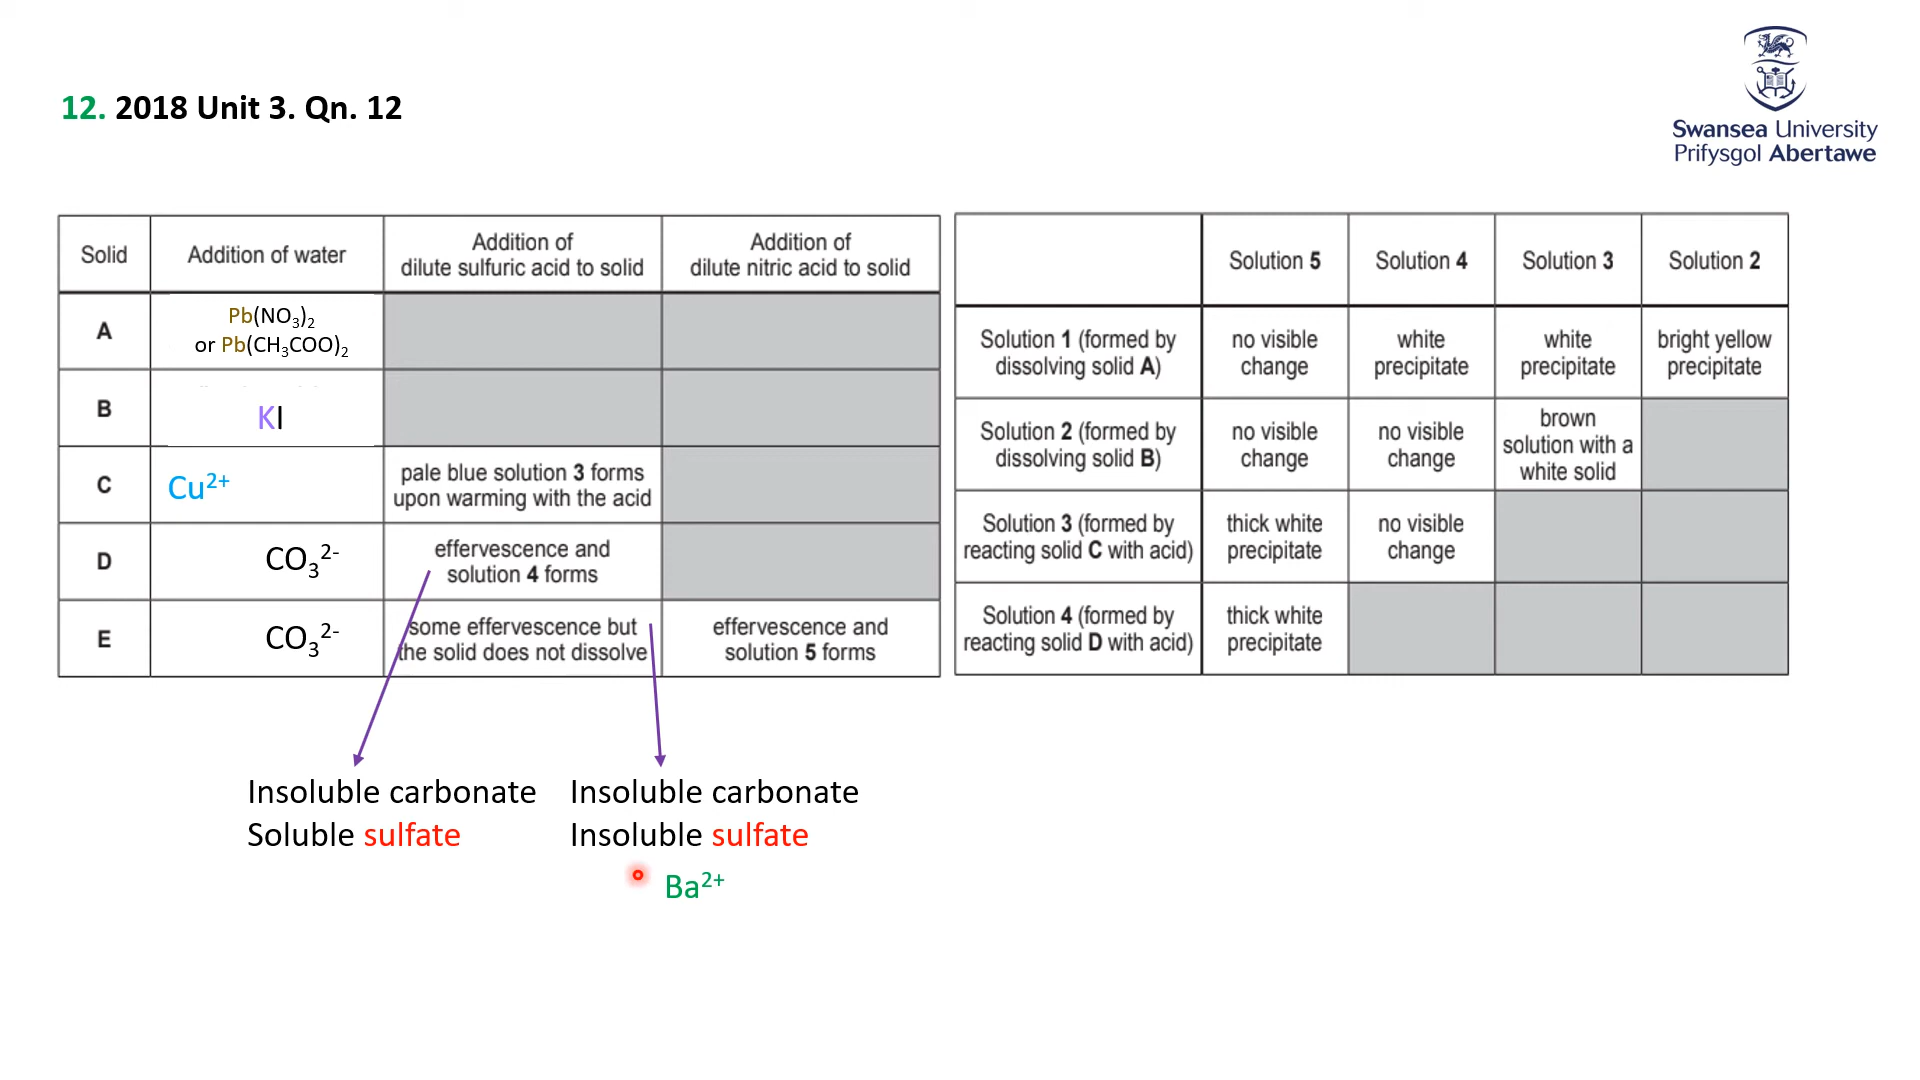 Swansea University
Prifysgol Abertawe
12. 2018 Unit 3. Qn. 12
Solid
Addition of water
Addition of
dilute sulfuric acid to solid
Addition of
dilute nitric acid to solid
A
Pb(NO₃)₂
or Pb(CH₃COO)₂
B
KI
C
Cu²⁺
pale blue solution 3 forms
upon warming with the acid
D
CO₃²⁻
effervescence and
solution 4 forms
E
CO₃²⁻
some effervescence but
the solid does not dissolve
effervescence and
solution 5 forms
Solution 5
Solution 4
Solution 3
Solution 2
Solution 1 (formed by
dissolving solid A)
no visible
change
white
precipitate
white
precipitate
bright yellow
precipitate
Solution 2 (formed by
dissolving solid B)
no visible
change
no visible
change
brown
solution with a
white solid
Solution 3 (formed by
reacting solid C with acid)
thick white
precipitate
no visible
change
Solution 4 (formed by
reacting solid D with acid)
thick white
precipitate
Insoluble carbonate
Soluble sulfate
Insoluble carbonate
Insoluble sulfate
Ba²⁺